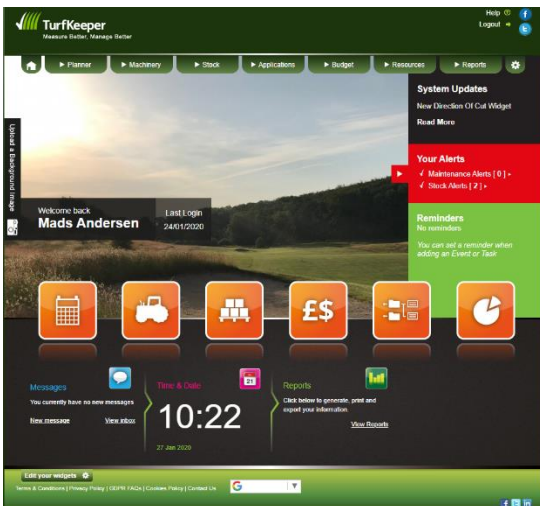 TurfKeeper
Measure Better, Manage Better
Help
Logout
Planner
Machinery
Stock
Applications
Budget
Resources
Reports
System Updates
New Direction Of Cut Widget
Read More
Upload a Background Image
Your Alerts
√ Maintenance Alerts [ 0 ]
√ Stock Alerts [ 2 ]
Welcome back
Mads Andersen
Last Login
24/01/2020
Reminders
No reminders
You can set a reminder when
adding an Event or Task
£$
Messages
You currently have no new messages
New message
View inbox
Time & Date
21
10:22
27 Jan 2020
Reports
Click below to generate, print and
export your information.
View Reports
Edit your widgets
Terms & Conditions | Privacy Policy | GDPR FAQs | Cookies Policy | Contact Us
G